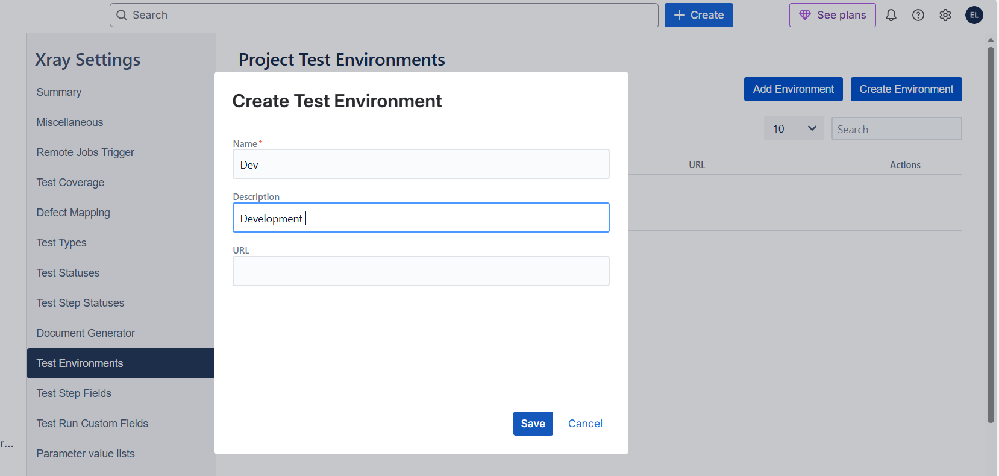 Search
Create
See plans
EL
Xray Settings
Summary
Miscellaneous
Remote Jobs Trigger
Test Coverage
Defect Mapping
Test Types
Test Statuses
Test Step Statuses
Document Generator
Test Environments
Test Step Fields
Test Run Custom Fields
Parameter value lists
r...
Project Test Environments
Add Environment
Create Environment
10
Search
URL
Actions
Create Test Environment
Name*
Dev
Description
Development
URL
Save
Cancel